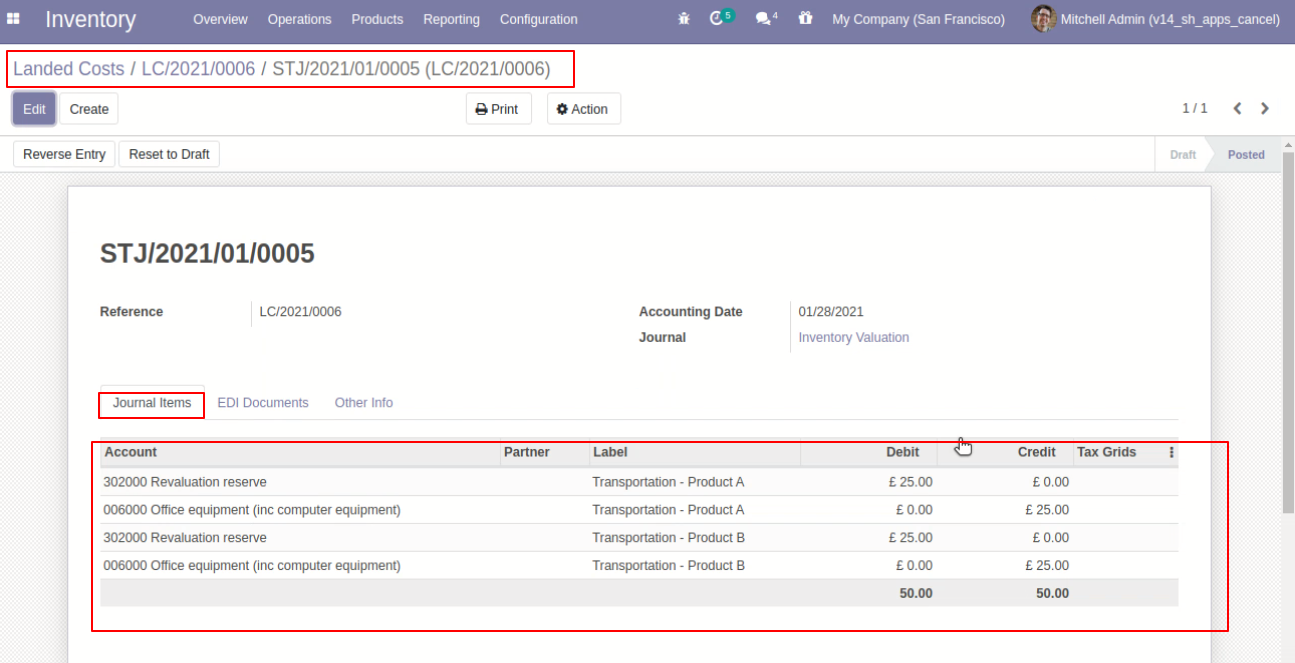 Inventory Overview Operations Products Reporting Configuration 5 4 My Company (San Francisco) Mitchell Admin (v14_sh_apps_cancel)
Landed Costs / LC/2021/0006 / STJ/2021/01/0005 (LC/2021/0006)
Edit Create Print Action 1 / 1
Reverse Entry Reset to Draft Draft Posted
STJ/2021/01/0005
Reference LC/2021/0006 Accounting Date 01/28/2021
Journal Inventory Valuation
Journal Items EDI Documents Other Info
Account Partner Label Debit Credit Tax Grids
302000 Revaluation reserve Transportation - Product A £ 25.00 £ 0.00
006000 Office equipment (inc computer equipment) Transportation - Product A £ 0.00 £ 25.00
302000 Revaluation reserve Transportation - Product B £ 25.00 £ 0.00
006000 Office equipment (inc computer equipment) Transportation - Product B £ 0.00 £ 25.00
50.00 50.00